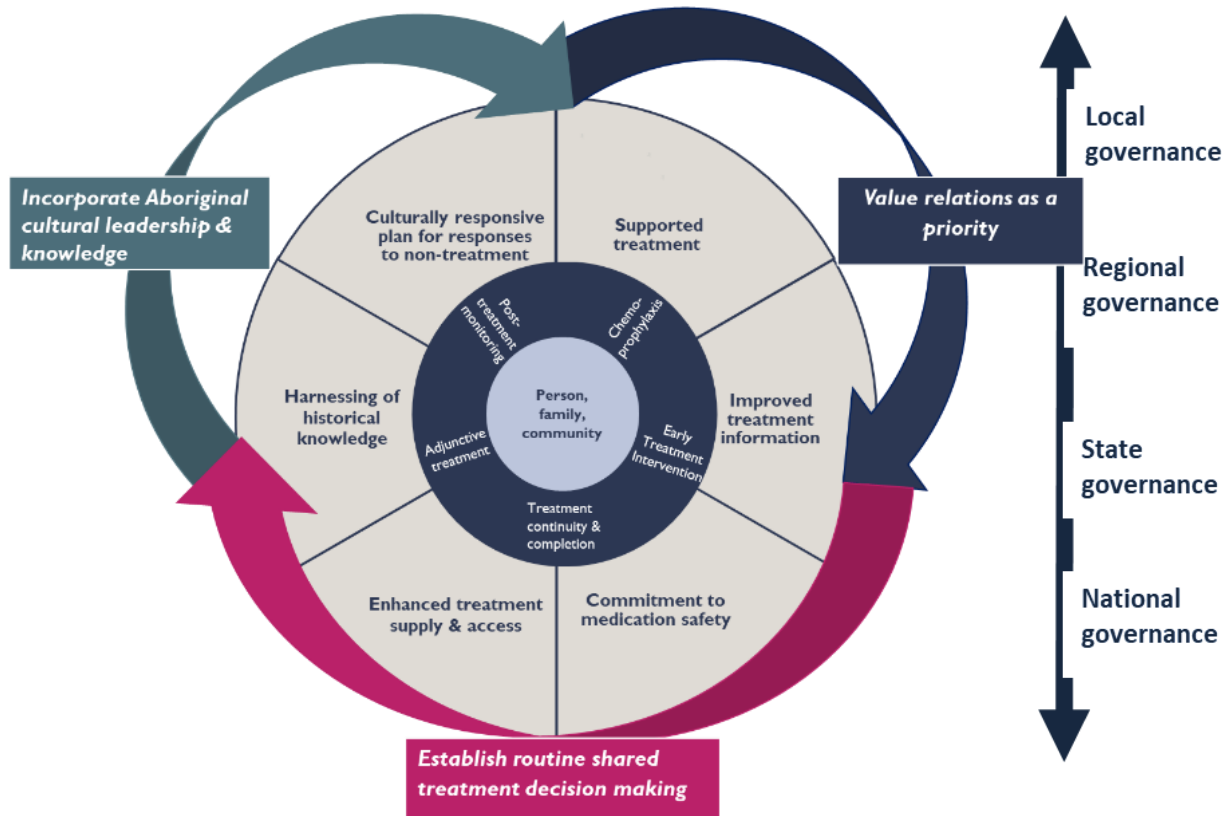 Incorporate Aboriginal
cultural leadership &
knowledge
Value relations as a
priority
Establish routine shared
treatment decision making
Culturally responsive
plan for responses
to non-treatment
Supported
treatment
Harnessing of
historical
knowledge
Improved
treatment
information
Enhanced treatment
supply & access
Commitment to
medication safety
Post-
treatment
monitoring
Chemo-
prophylaxis
Adjunctive
treatment
Early
Treatment
Intervention
Treatment
continuity &
completion
Person,
family,
community
Local
governance
Regional
governance
State
governance
National
governance